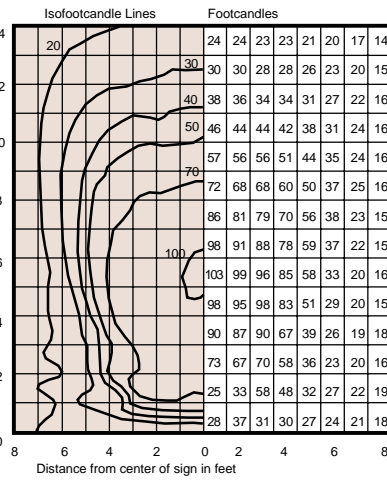 Isofootcandle Lines Footcandles
4 20 24 24 23 23 21 20 17 14
30 30 30 28 28 26 23 20 15
2 40 38 36 34 34 31 27 22 16
0 50 46 44 44 42 38 31 24 16
57 56 56 51 44 35 24 16
8 70 72 68 68 60 50 37 25 16
86 81 79 70 56 38 23 15
100 98 91 88 78 59 37 22 15
6 103 99 96 85 58 33 20 16
98 95 98 83 51 29 20 15
4 90 87 90 67 39 26 19 18
73 67 70 58 36 23 20 16
2 25 33 58 48 32 27 22 19
0 28 37 31 30 27 24 21 18
8 6 4 2 0 2 4 6 8
Distance from center of sign in feet